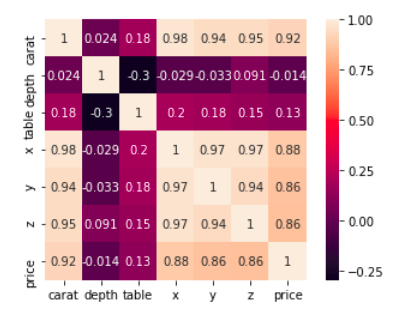 carat 1 0.024 0.18 0.98 0.94 0.95 0.92
depth 0.024 1 -0.3 -0.029 -0.033 0.091 -0.014
table 0.18 -0.3 1 0.2 0.18 0.15 0.13
x 0.98 -0.029 0.2 1 0.97 0.97 0.88
y 0.94 -0.033 0.18 0.97 1 0.94 0.86
z 0.95 0.091 0.15 0.97 0.94 1 0.86
price 0.92 -0.014 0.13 0.88 0.86 0.86 1
carat depth table x y z price
1.00
0.75
0.50
0.25
0.00
-0.25